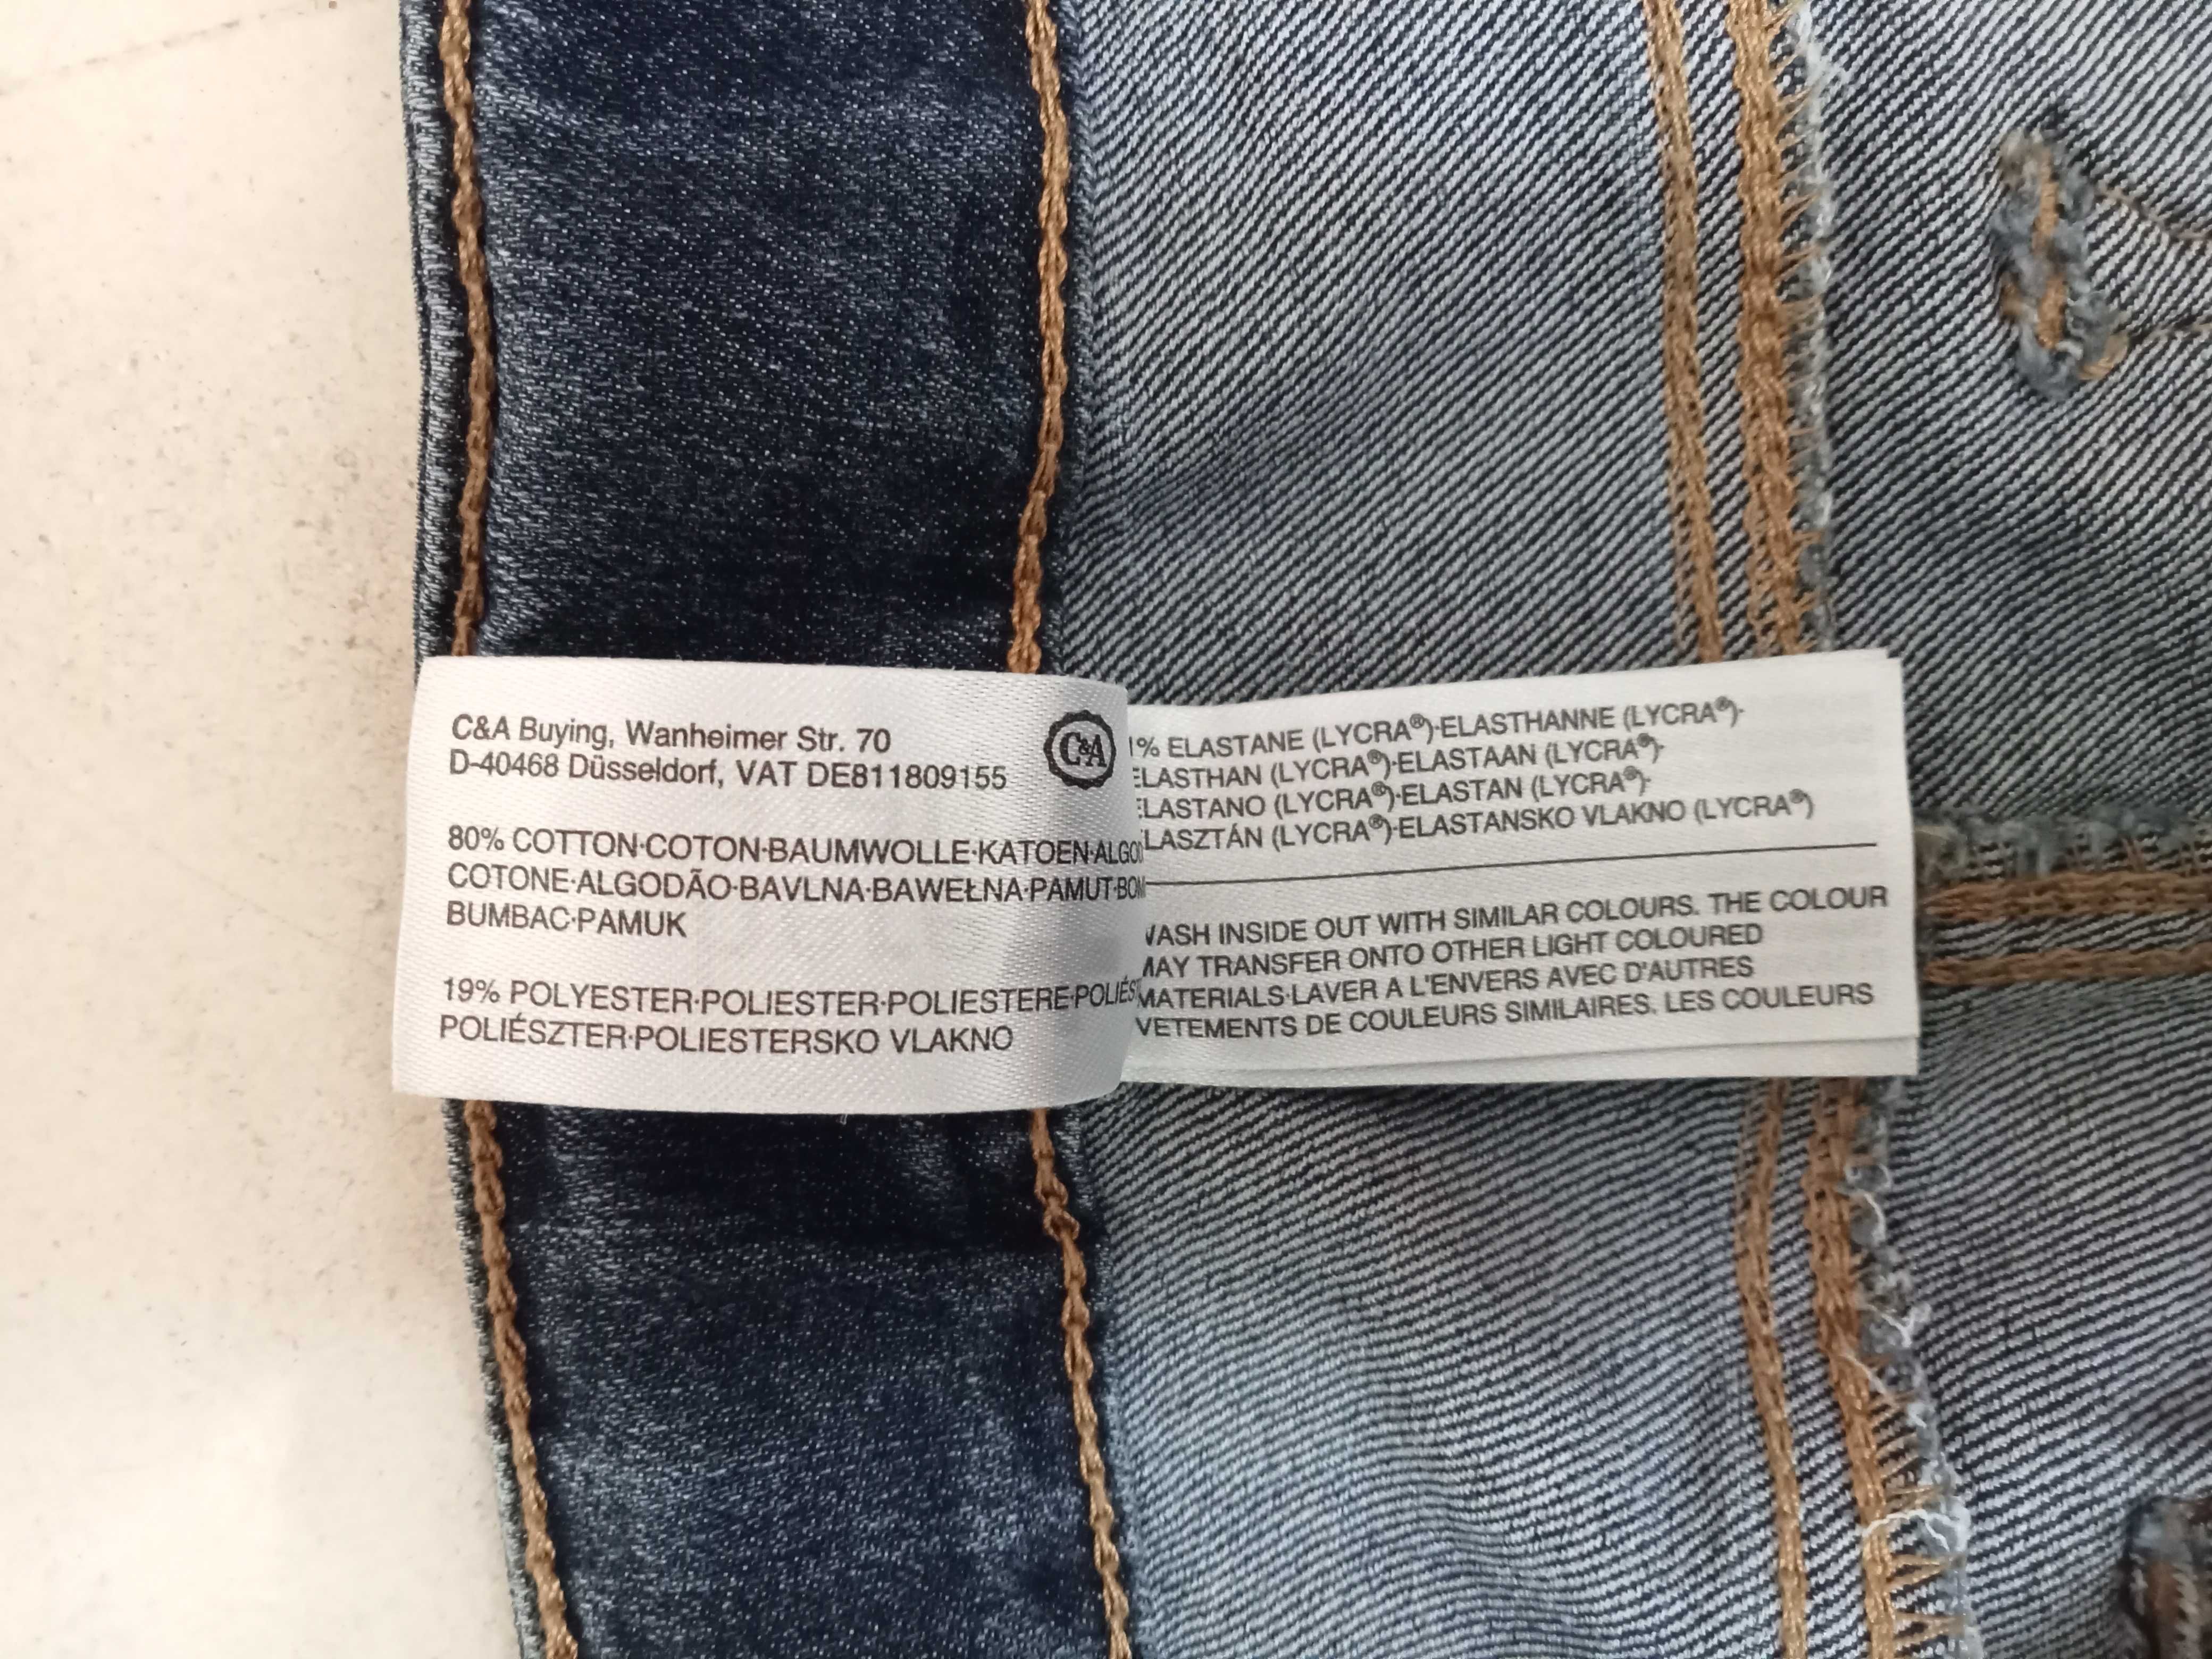 C&A Buying, Wanheimer Str. 70
D-40468 Düsseldorf, VAT DE811809155
C&A
80% COTTON·COTON·BAUMWOLLE·KATOEN
COTONE·ALGODÃO·BAVLNA·BAWEŁNA·PAMUT
BUMBAC·PAMUK
19% POLYESTER·POLIESTER·POLIESTERE
POLIÉSZTER·POLIESTERSKO VLAKNO
1% ELASTANE (LYCRA®)·ELASTHANNE (LYCRA®)·
(LYCRA®)·ELASTAAN (LYCRA®)·
(LYCRA®)·ELASTAN (LYCRA®)·
(LYCRA®)·ELASTANSKO VLAKNO (LYCRA®)
INSIDE OUT WITH SIMILAR COLOURS. THE COLOUR
TRANSFER ONTO OTHER LIGHT COLOURED
MATERIALS·LAVER A L'ENVERS AVEC D'AUTRES
VETEMENTS DE COULEURS SIMILAIRES. LES COULEURS